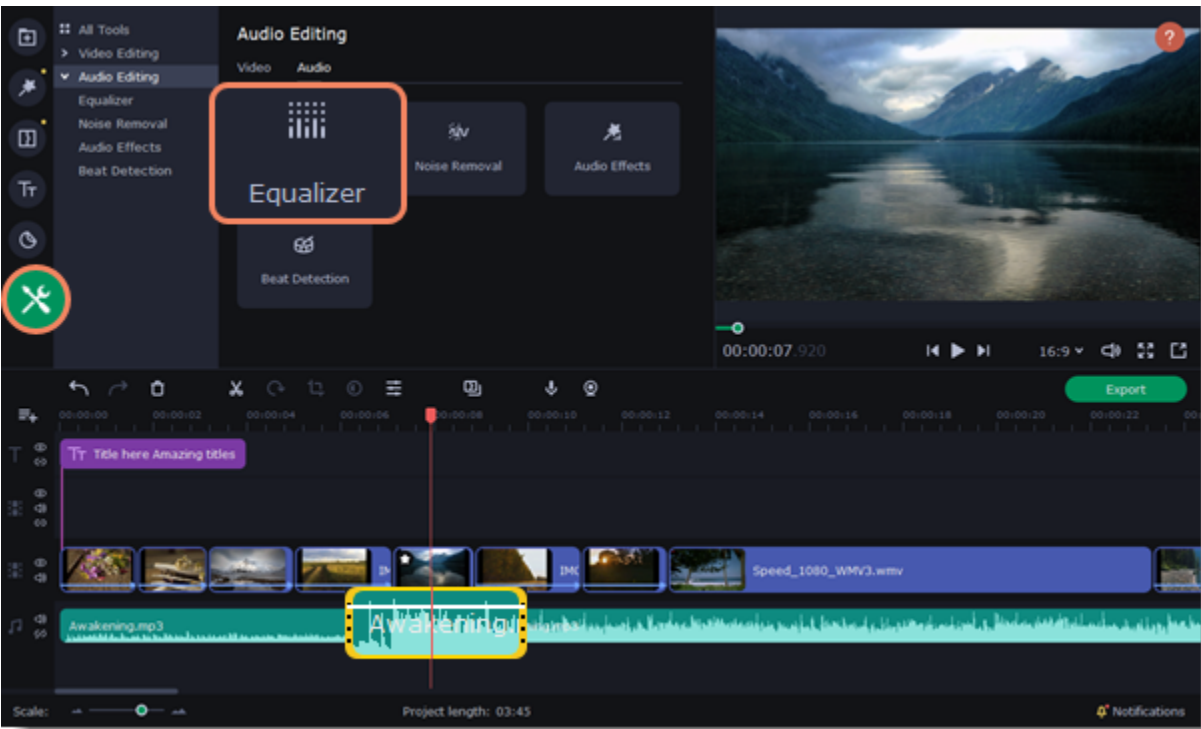 All Tools
Video Editing
Audio Editing
Equalizer
Noise Removal
Audio Effects
Beat Detection
Audio Editing
Video Audio
Equalizer
Noise Removal
Audio Effects
Beat Detection
?
00:00:07.920
16:9
Export
00:00:00 00:00:02 00:00:04 00:00:06 00:00:08 00:00:10 00:00:12 00:00:14 00:00:16 00:00:18 00:00:20 00:00:22
Title here Amazing titles
Speed_1080_WMV3.wmv
Awakening.mp3
Awakening.
Scale:
Project length: 03:45
Notifications